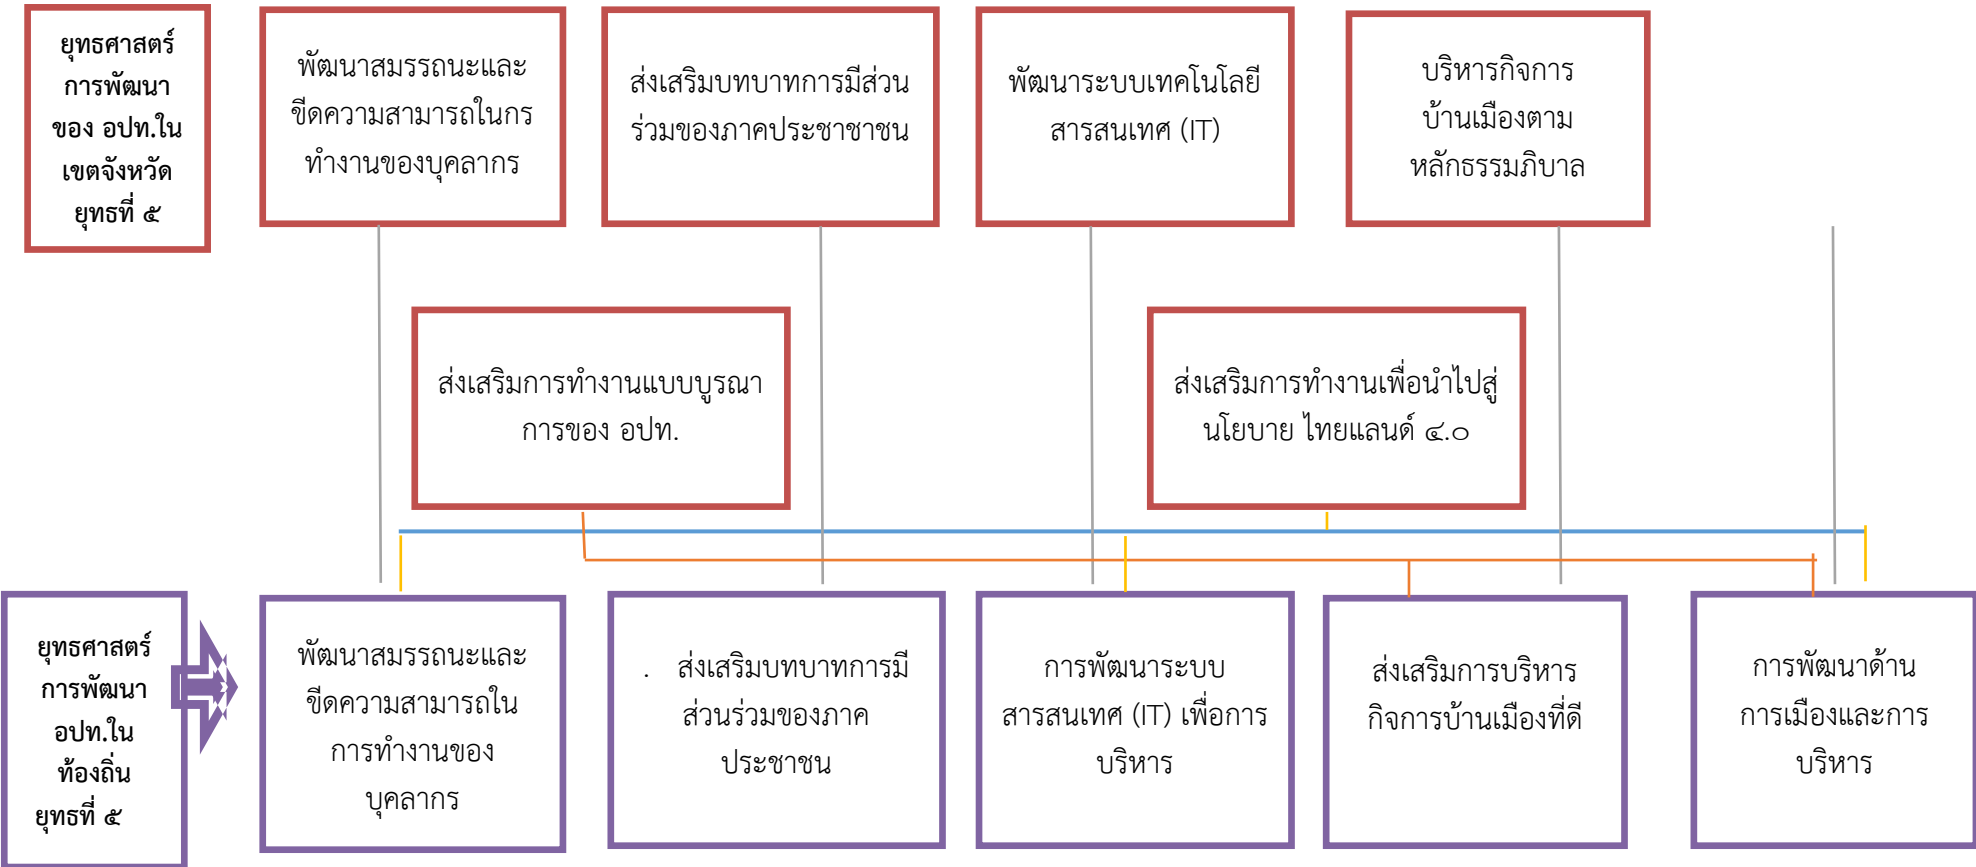 ยุทธศาสตร์
การพัฒนา
ของ อปท.ใน
เขตจังหวัด
ยุทธที่ ๕
พัฒนาสมรรถนะและ
ขีดความสามารถในกร
ทำงานของบุคลากร
ส่งเสริมบทบาทการมีส่วน
ร่วมของภาคประชาชาชน
พัฒนาระบบเทคโนโลยี
สารสนเทศ (IT)
บริหารกิจการ
บ้านเมืองตาม
หลักธรรมภิบาล
ส่งเสริมการทำงานแบบบูรณา
การของ อปท.
ส่งเสริมการทำงานเพื่อนำไปสู่
นโยบาย ไทยแลนด์ ๔.๐
ยุทธศาสตร์
การพัฒนา
อปท.ใน
ท้องถิ่น
ยุทธที่ ๕
พัฒนาสมรรถนะและ
ขีดความสามารถใน
การทำงานของ
บุคลากร
. ส่งเสริมบทบาทการมี
ส่วนร่วมของภาค
ประชาชน
การพัฒนาระบบ
สารสนเทศ (IT) เพื่อการ
บริหาร
ส่งเสริมการบริหาร
กิจการบ้านเมืองที่ดี
การพัฒนาด้าน
การเมืองและการ
บริหาร